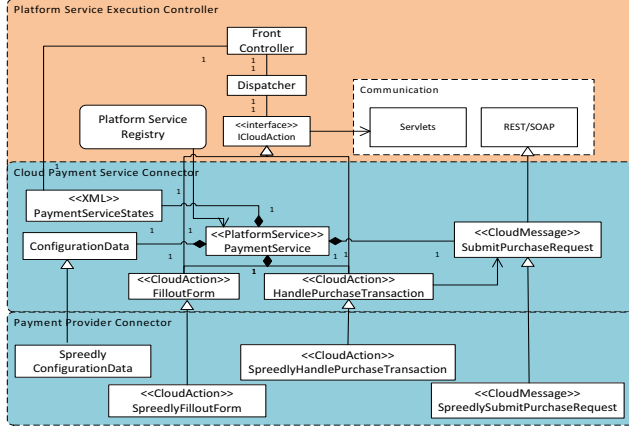 Platform Service Execution Controller
Front
Controller
1
1
1
Dispatcher
1
1
Communication
Platform Service
Registry
<<interface>>
ICloudAction
Servlets
REST/SOAP
1
Cloud Payment Service Connector
<<XML>>
PaymentServiceStates
1
1
<<PlatformService>>
PaymentService
<<CloudMessage>>
SubmitPurchaseRequest
ConfigurationData
1
1
1
1
1
1
<<CloudAction>>
FilloutForm
<<CloudAction>>
HandlePurchaseTransaction
Payment Provider Connector
Spreedly
ConfigurationData
<<CloudAction>>
SpreedlyHandlePurchaseTransaction
<<CloudAction>>
SpreedlyFilloutForm
<<CloudMessage>>
SpreedlySubmitPurchaseRequest